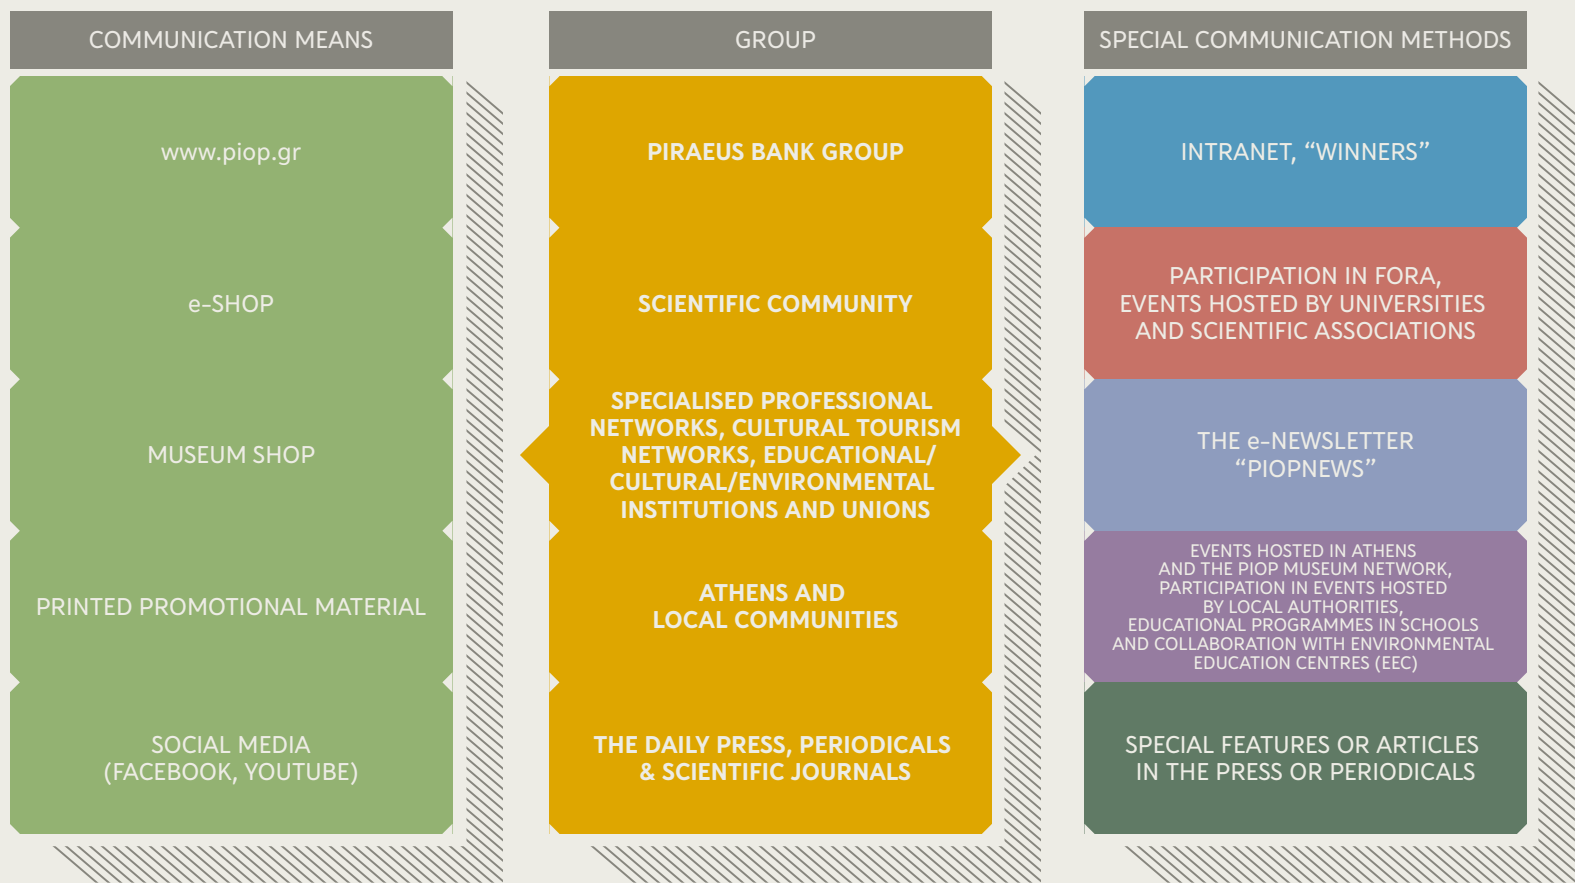 COMMUNICATION MEANS
www.piop.gr
e-SHOP
MUSEUM SHOP
PRINTED PROMOTIONAL MATERIAL
SOCIAL MEDIA
(FACEBOOK, YOUTUBE)
GROUP
PIRAEUS BANK GROUP
SCIENTIFIC COMMUNITY
SPECIALISED PROFESSIONAL
NETWORKS, CULTURAL TOURISM
NETWORKS, EDUCATIONAL/
CULTURAL/ENVIRONMENTAL
INSTITUTIONS AND UNIONS
ATHENS AND
LOCAL COMMUNITIES
THE DAILY PRESS, PERIODICALS
& SCIENTIFIC JOURNALS
SPECIAL COMMUNICATION METHODS
INTRANET, “WINNERS”
PARTICIPATION IN FORA,
EVENTS HOSTED BY UNIVERSITIES
AND SCIENTIFIC ASSOCIATIONS
THE e-NEWSLETTER
“PIOPNEWS”
EVENTS HOSTED IN ATHENS
AND THE PIOP MUSEUM NETWORK,
PARTICIPATION IN EVENTS HOSTED
BY LOCAL AUTHORITIES,
EDUCATIONAL PROGRAMMES IN SCHOOLS
AND COLLABORATION WITH ENVIRONMENTAL
EDUCATION CENTRES (EEC)
SPECIAL FEATURES OR ARTICLES
IN THE PRESS OR PERIODICALS